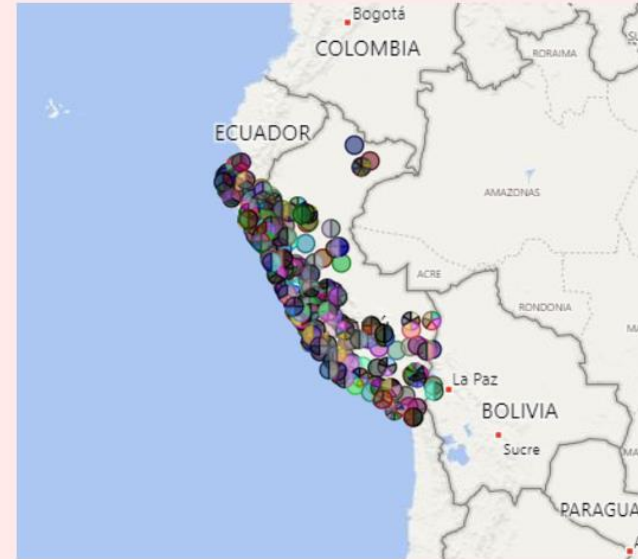 Bogotá
COLOMBIA
RORAIMA
ECUADOR
AMAZONAS
ACRE
RONDONIA
La Paz
BOLIVIA
Sucre
PARAGUA